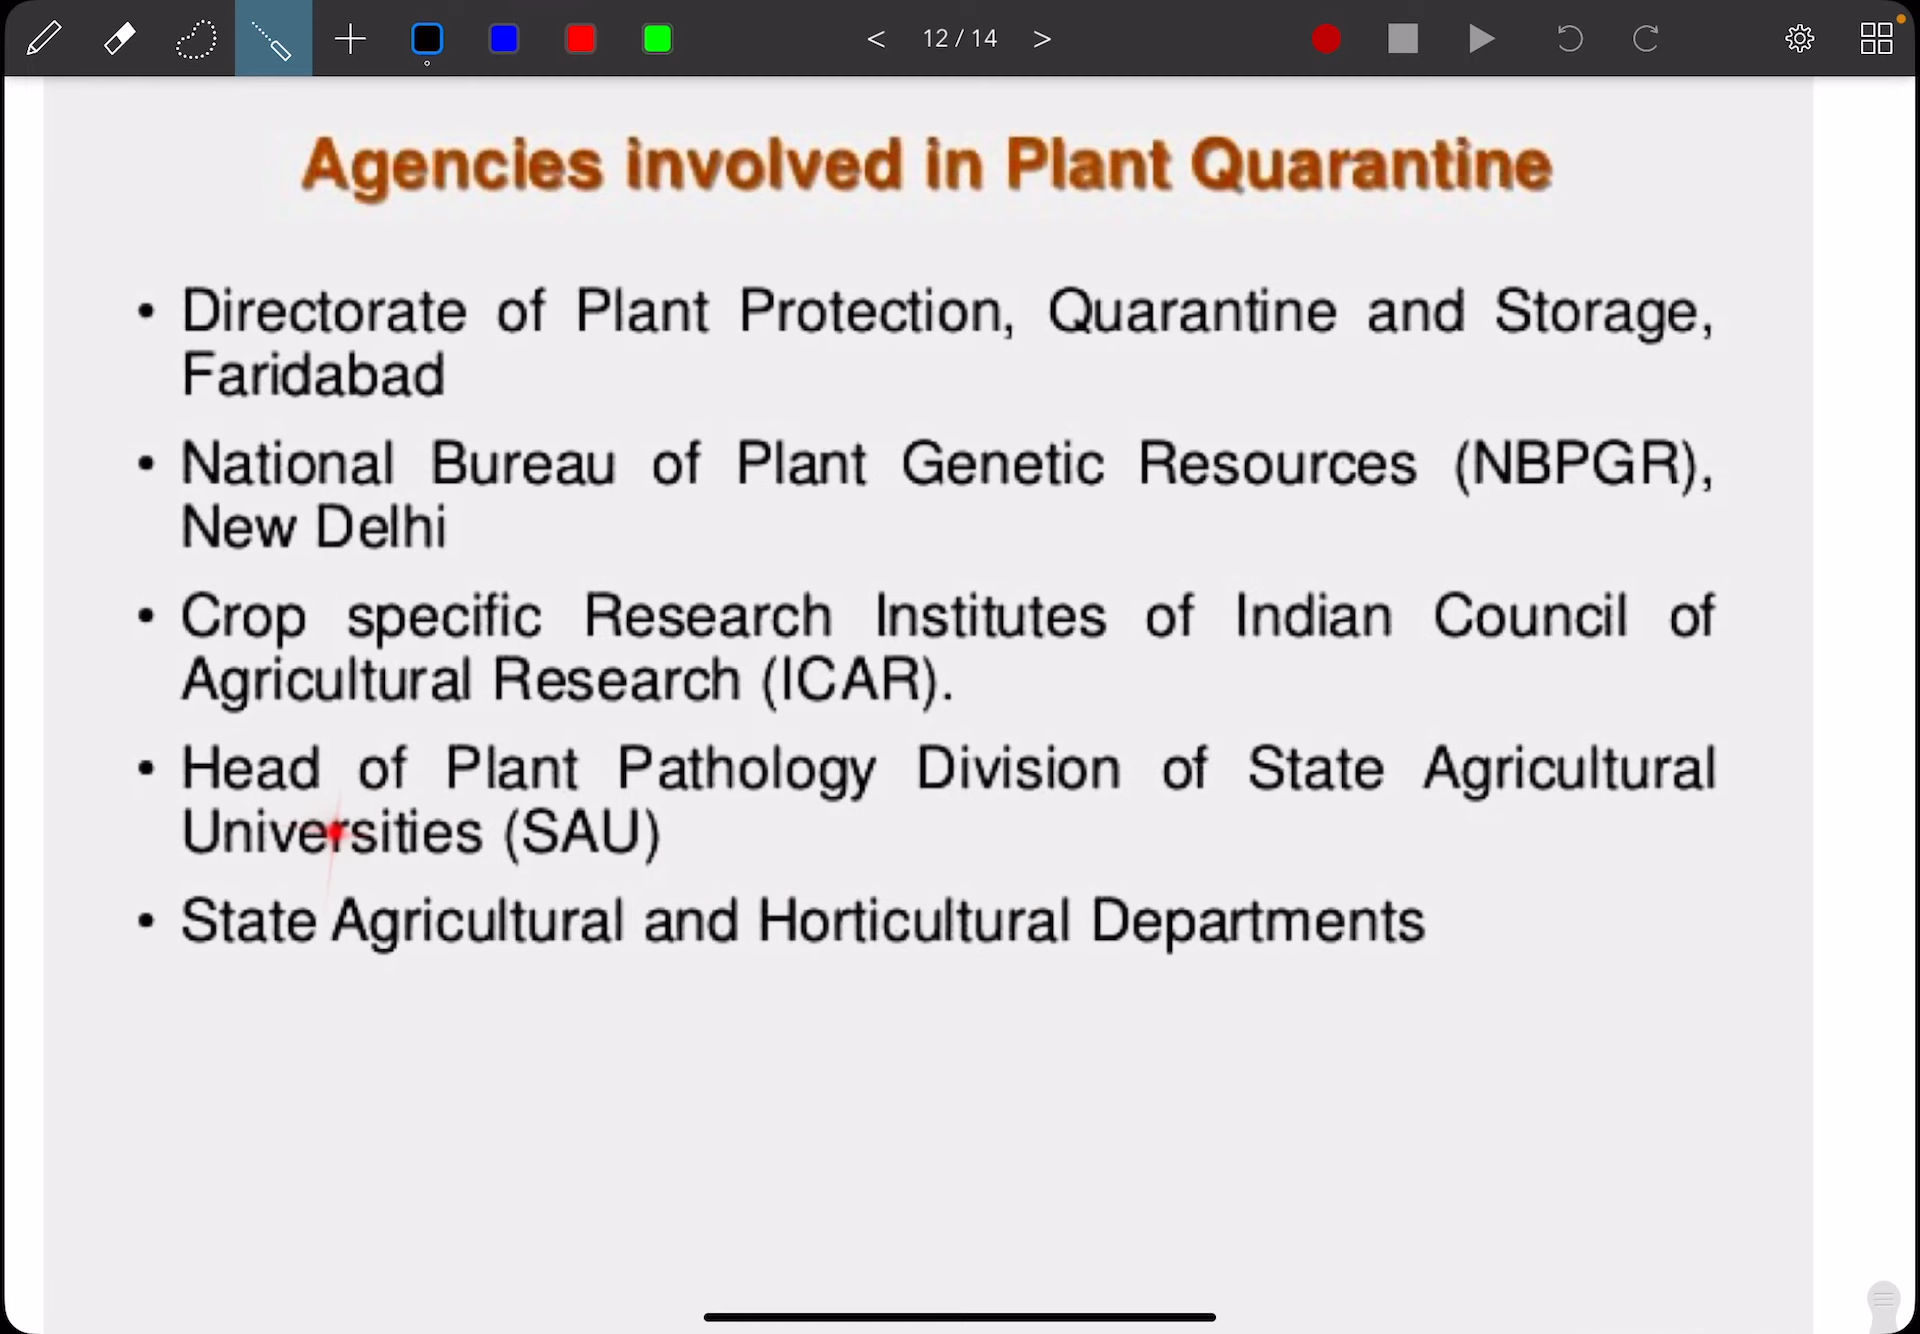 < 12 / 14 >
Agencies involved in Plant Quarantine
• Directorate of Plant Protection, Quarantine and Storage,
Faridabad
• National Bureau of Plant Genetic Resources (NBPGR),
New Delhi
• Crop specific Research Institutes of Indian Council of
Agricultural Research (ICAR).
• Head of Plant Pathology Division of State Agricultural
Universities (SAU)
• State Agricultural and Horticultural Departments